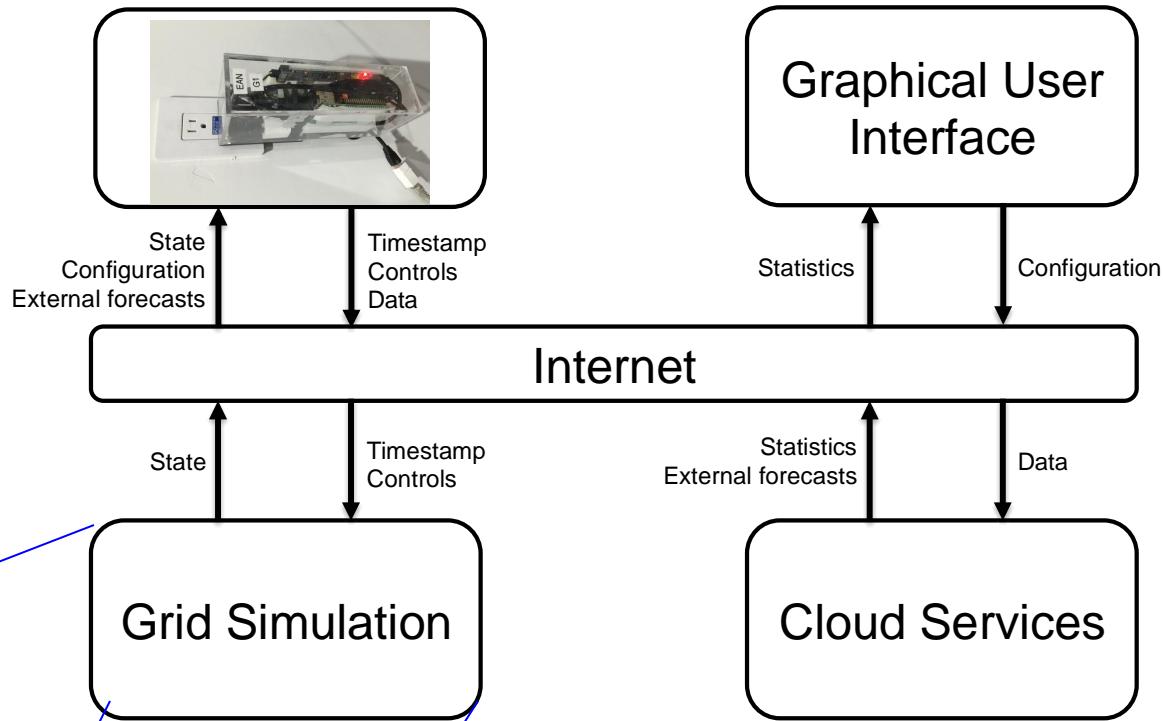 EAN
G1
Graphical User
Interface
State
Configuration
External forecasts
Timestamp
Controls
Data
Statistics
Configuration
Internet
State
Timestamp
Controls
Statistics
External forecasts
Data
Grid Simulation
Cloud Services